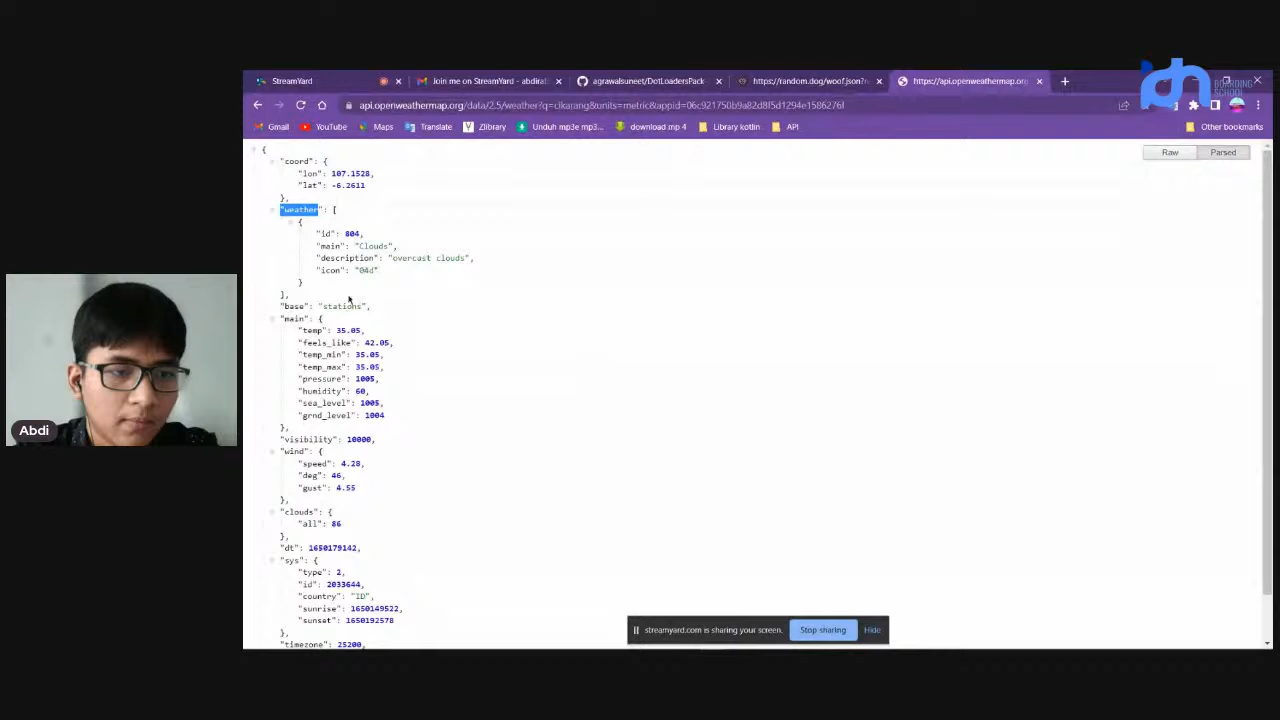 StreamYard
Join me on StreamYard - abdirat
agrawalsuneet/DotLoadersPack
https://random.dog/woof.json?r
https://api.openweathermap.org
api.openweathermap.org/data/2.5/weather?q=cikarang&units=metric&appid=06c921750b9a82d8f5d1294e1586276f
BOARDING
SCHOOL
Gmail
YouTube
Maps
Translate
Zlibrary
Unduh mp3e mp3...
download mp 4
Library kotlin
API
Other bookmarks
Raw
Parsed
{
"coord": {
"lon": 107.1528,
"lat": -6.2611
},
"weather": [
{
"id": 804,
"main": "Clouds",
"description": "overcast clouds",
"icon": "04d"
}
],
"base": "stations",
"main": {
"temp": 35.05,
"feels_like": 42.05,
"temp_min": 35.05,
"temp_max": 35.05,
"pressure": 1005,
"humidity": 60,
"sea_level": 1005,
"grnd_level": 1004
},
"visibility": 10000,
"wind": {
"speed": 4.28,
"deg": 46,
"gust": 4.55
},
"clouds": {
"all": 86
},
"dt": 1650179142,
"sys": {
"type": 2,
"id": 2033644,
"country": "ID",
"sunrise": 1650149522,
"sunset": 1650192578
},
"timezone": 25200,
streamyard.com is sharing your screen.
Stop sharing
Hide
Abdi